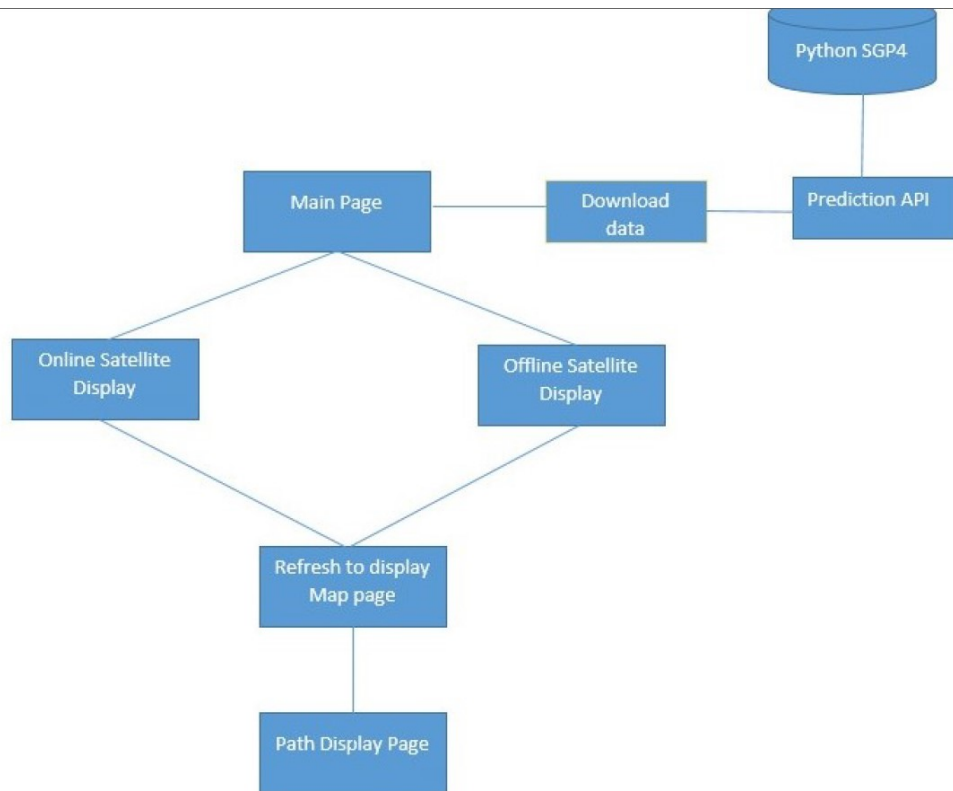 Python SGP4
Main Page
Download
data
Prediction API
Online Satellite
Display
Offline Satellite
Display
Refresh to display
Map page
Path Display Page